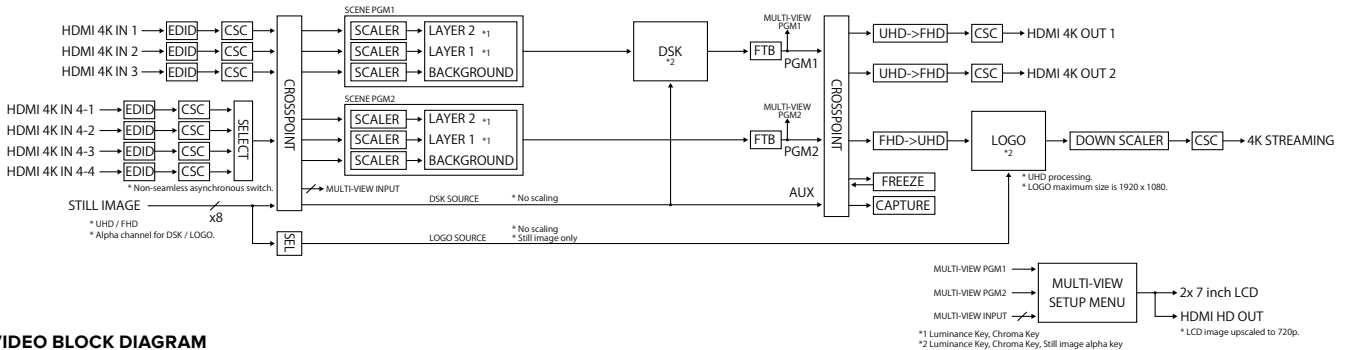 SCENE PGM1
HDMI 4K IN 1
EDID
CSC
HDMI 4K IN 2
EDID
CSC
HDMI 4K IN 3
EDID
CSC
HDMI 4K IN 4-1
EDID
CSC
HDMI 4K IN 4-2
EDID
CSC
HDMI 4K IN 4-3
EDID
CSC
HDMI 4K IN 4-4
EDID
CSC
SELECT
* Non-seamless asynchronous switch.
STILL IMAGE
x8
* UHD / FHD
* Alpha channel for DSK / LOGO.
CROSSPOINT
SEL
SCALER
LAYER 2 *1
SCALER
LAYER 1 *1
SCALER
BACKGROUND
SCENE PGM2
SCALER
LAYER 2 *1
SCALER
LAYER 1 *1
SCALER
BACKGROUND
MULTI-VIEW INPUT
DSK SOURCE
* No scaling
LOGO SOURCE
* No scaling
* Still image only
DSK
*2
MULTI-VIEW
PGM1
FTB
PGM1
MULTI-VIEW
PGM2
FTB
PGM2
AUX
CROSSPOINT
UHD->FHD
CSC
HDMI 4K OUT 1
UHD->FHD
CSC
HDMI 4K OUT 2
FHD->UHD
LOGO
*2
DOWN SCALER
CSC
4K STREAMING
* UHD processing.
* LOGO maximum size is 1920 x 1080.
FREEZE
CAPTURE
MULTI-VIEW PGM1
MULTI-VIEW PGM2
MULTI-VIEW INPUT
MULTI-VIEW
SETUP MENU
2x 7 inch LCD
HDMI HD OUT
* LCD image upscaled to 720p.
*1 Luminance Key, Chroma Key
*2 Luminance Key, Chroma Key, Still image alpha key
VIDEO BLOCK DIAGRAM